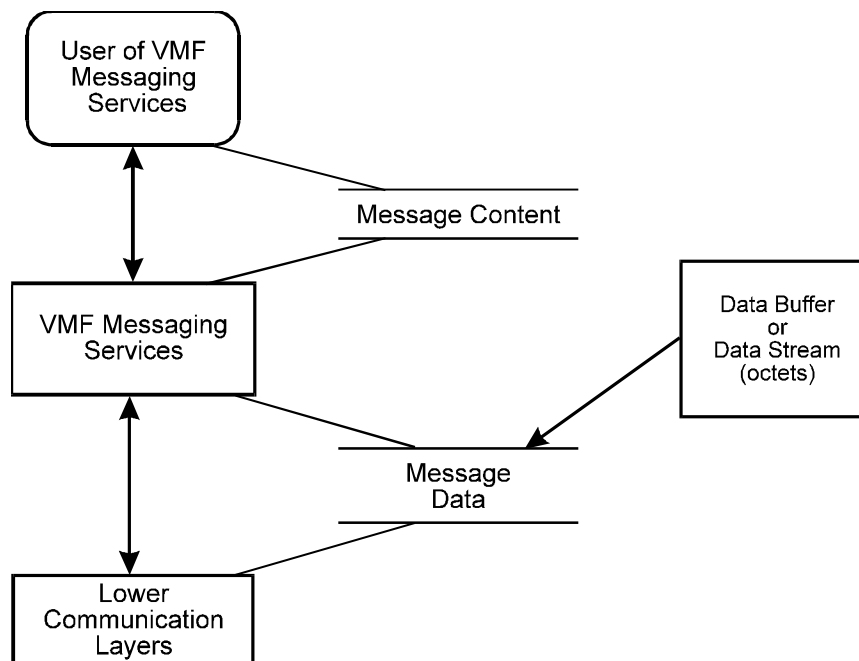 User of VMF
Messaging
Services
Message Content
VMF Messaging
Services
Data Buffer
or
Data Stream
(octets)
Message
Data
Lower
Communication
Layers